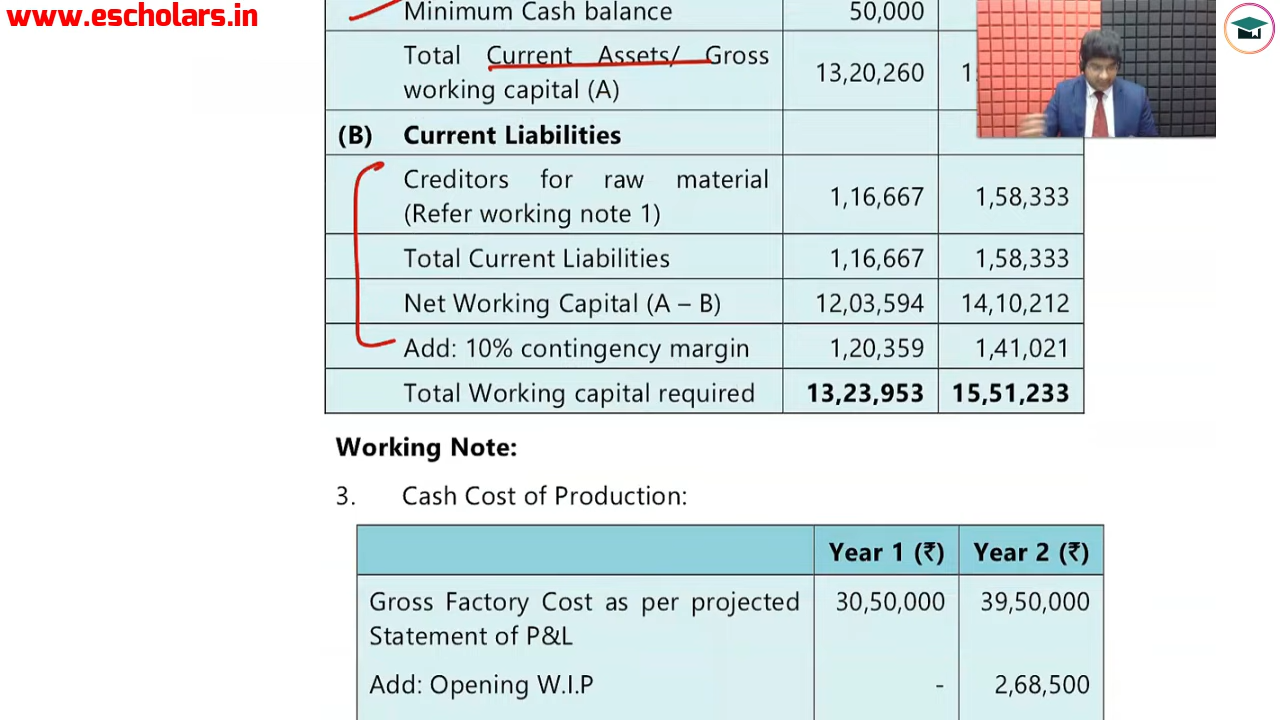 www.escholars.in
Minimum Cash balance 50,000
Total Current Assets/ Gross
working capital (A) 13,20,260
(B) Current Liabilities
Creditors for raw material
(Refer working note 1) 1,16,667 1,58,333
Total Current Liabilities 1,16,667 1,58,333
Net Working Capital (A – B) 12,03,594 14,10,212
Add: 10% contingency margin 1,20,359 1,41,021
Total Working capital required 13,23,953 15,51,233
Working Note:
3. Cash Cost of Production:
Year 1 (₹) Year 2 (₹)
Gross Factory Cost as per projected 30,50,000 39,50,000
Statement of P&L
Add: Opening W.I.P - 2,68,500